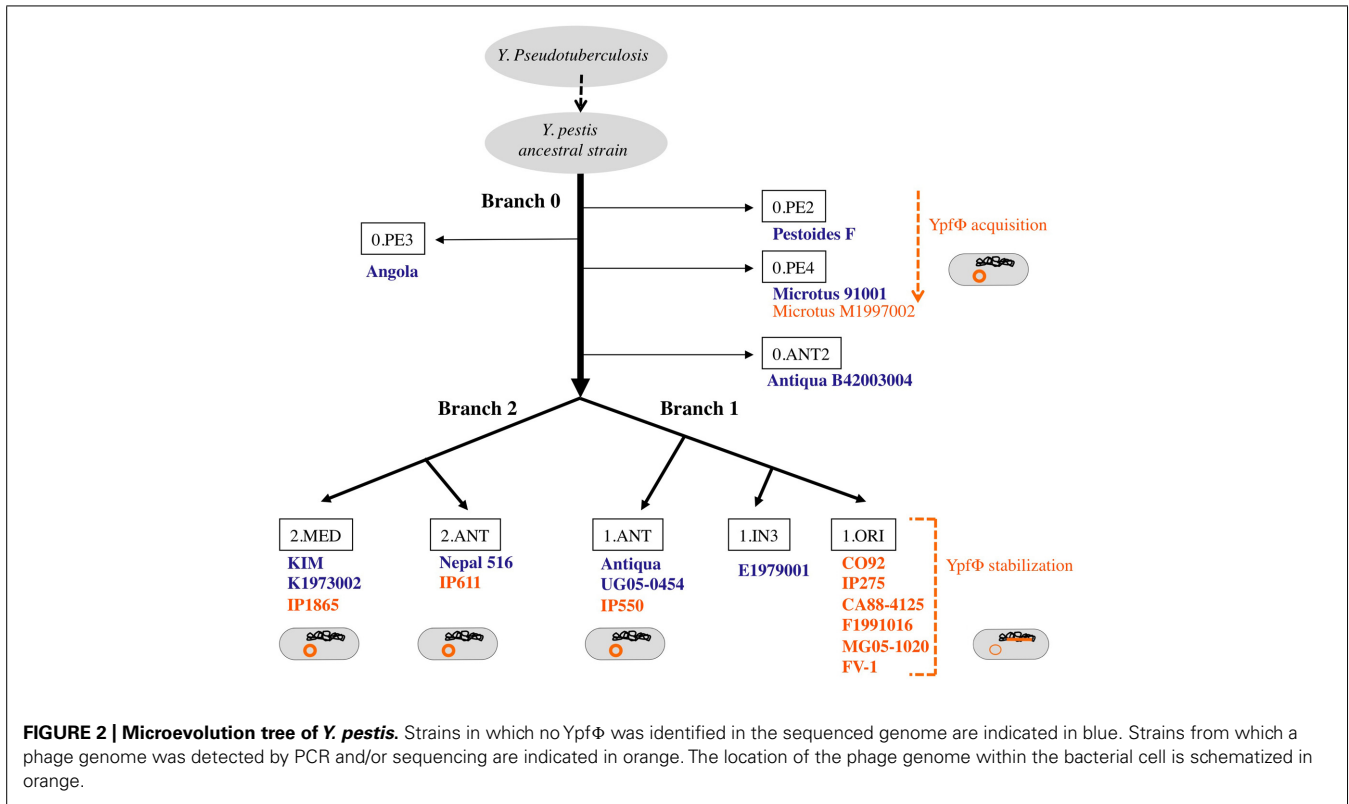 Y. Pseudotuberculosis
Y. pestis
ancestral strain
Branch 0
0.PE2
Pestoides F
YpfΦ acquisition
0.PE3
Angola
0.PE4
Microtus 91001
Microtus M1997002
0.ANT2
Antiqua B42003004
Branch 2
Branch 1
2.MED
KIM
K1973002
IP1865
2.ANT
Nepal 516
IP611
1.ANT
Antiqua
UG05-0454
IP550
1.IN3
E1979001
1.ORI
CO92
IP275
CA88-4125
F1991016
MG05-1020
FV-1
YpfΦ stabilization
FIGURE 2 | Microevolution tree of Y. pestis. Strains in which no YpfΦ was identified in the sequenced genome are indicated in blue. Strains from which a
phage genome was detected by PCR and/or sequencing are indicated in orange. The location of the phage genome within the bacterial cell is schematized in
orange.